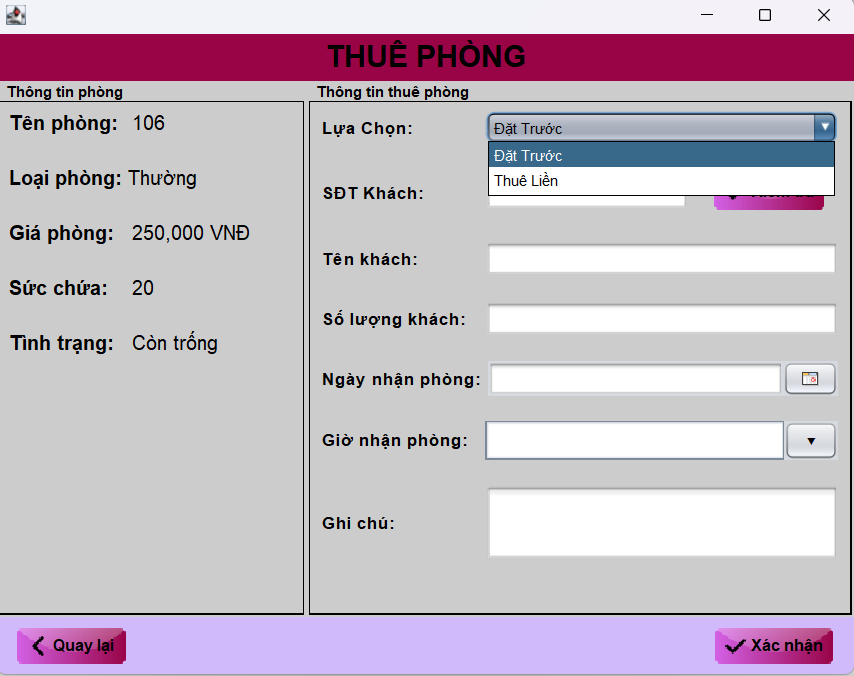 THUÊ PHÒNG
Thông tin phòng
Tên phòng: 106
Loại phòng: Thường
Giá phòng: 250,000 VNĐ
Sức chứa: 20
Tình trạng: Còn trống
Thông tin thuê phòng
Lựa Chọn: Đặt Trước
Đặt Trước
Thuê Liền
SĐT Khách:
Tên khách:
Số lượng khách:
Ngày nhận phòng:
Giờ nhận phòng:
Ghi chú:
Quay lại
Xác nhận